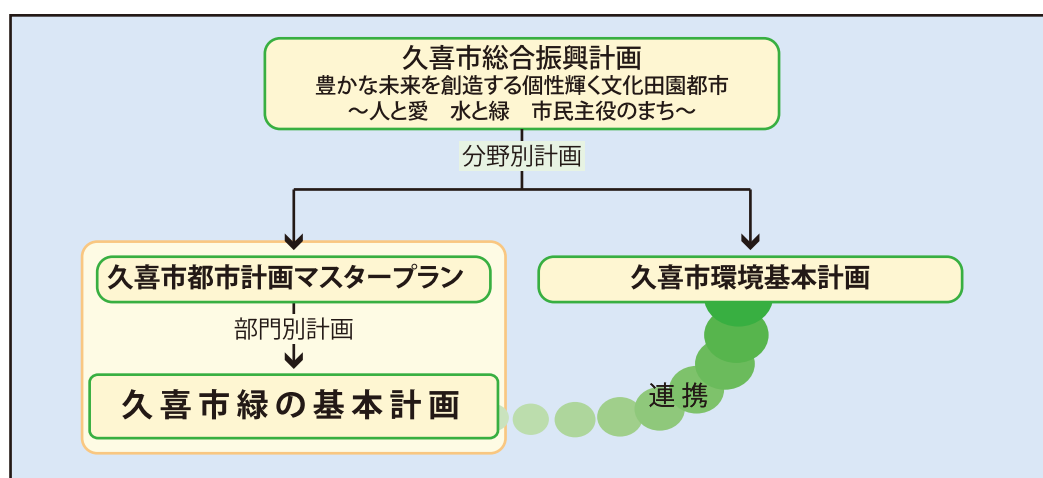 久喜市総合振興計画
豊かな未来を創造する個性輝く文化田園都市
～人と愛　水と緑　市民主役のまち～
分野別計画
久喜市都市計画マスタープラン
久喜市環境基本計画
部門別計画
連携
久喜市緑の基本計画